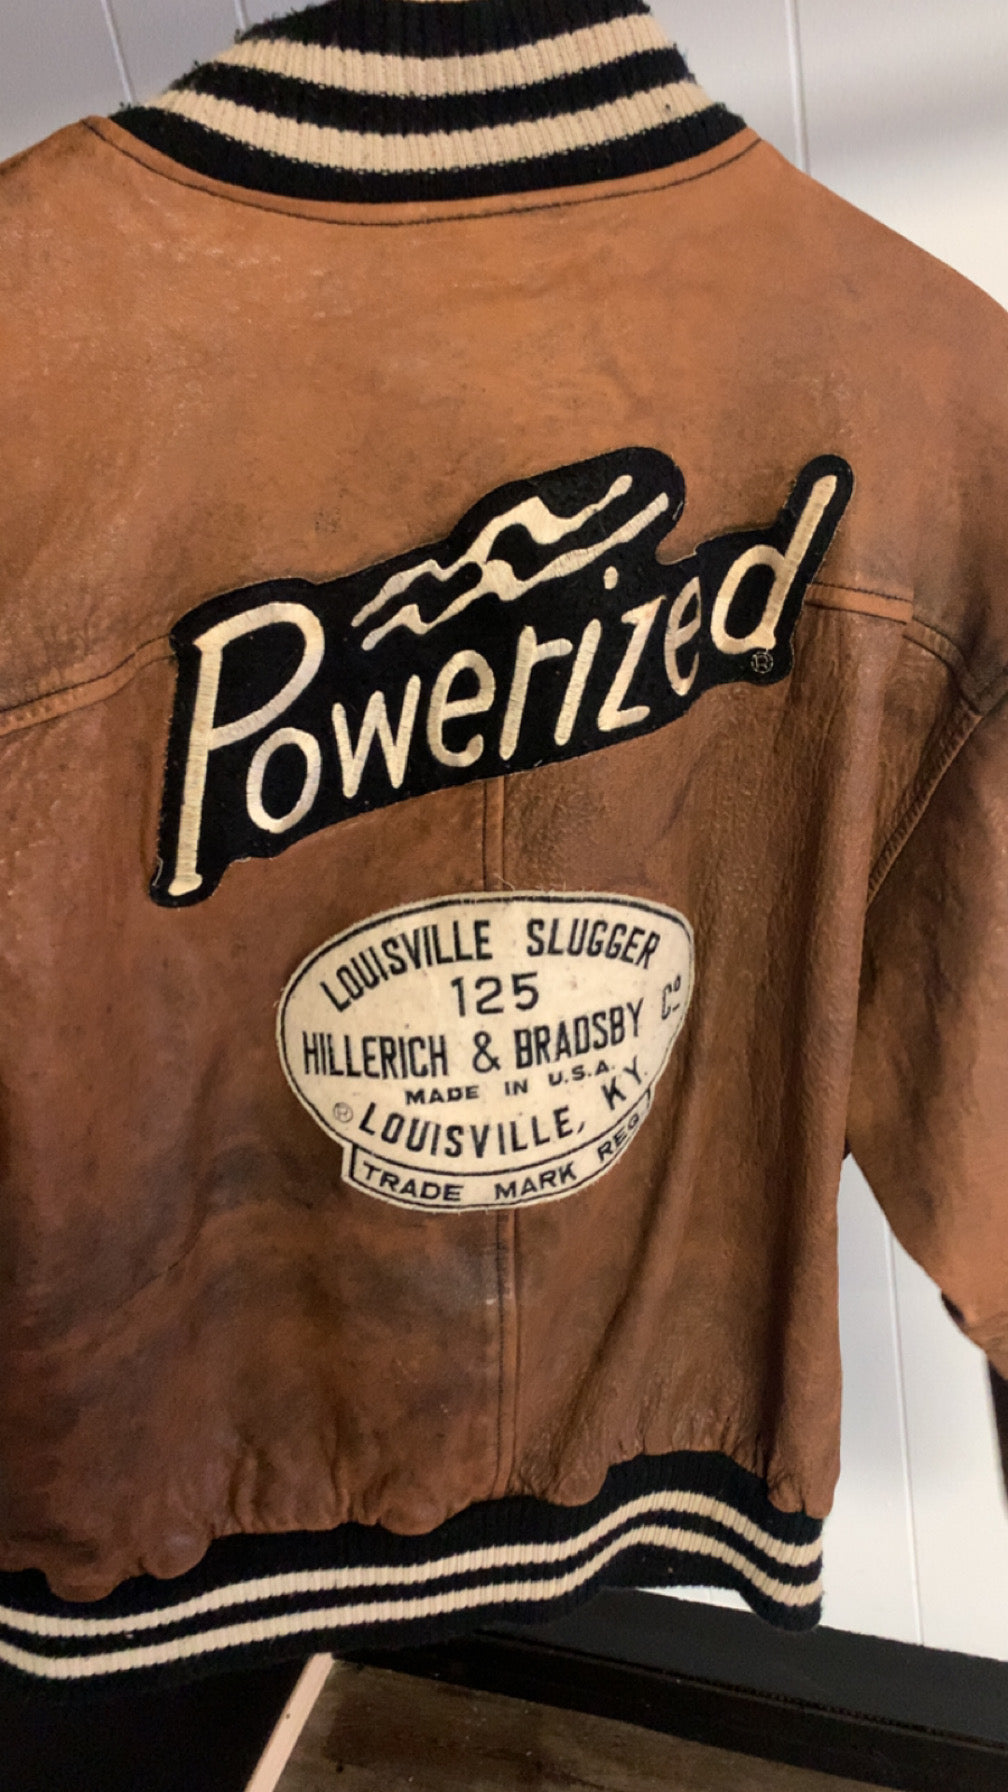 Powerized
®
LOUISVILLE SLUGGER
125
HILLERICH & BRADSBY Cº
MADE IN U.S.A.
® LOUISVILLE, KY.
TRADE MARK REG